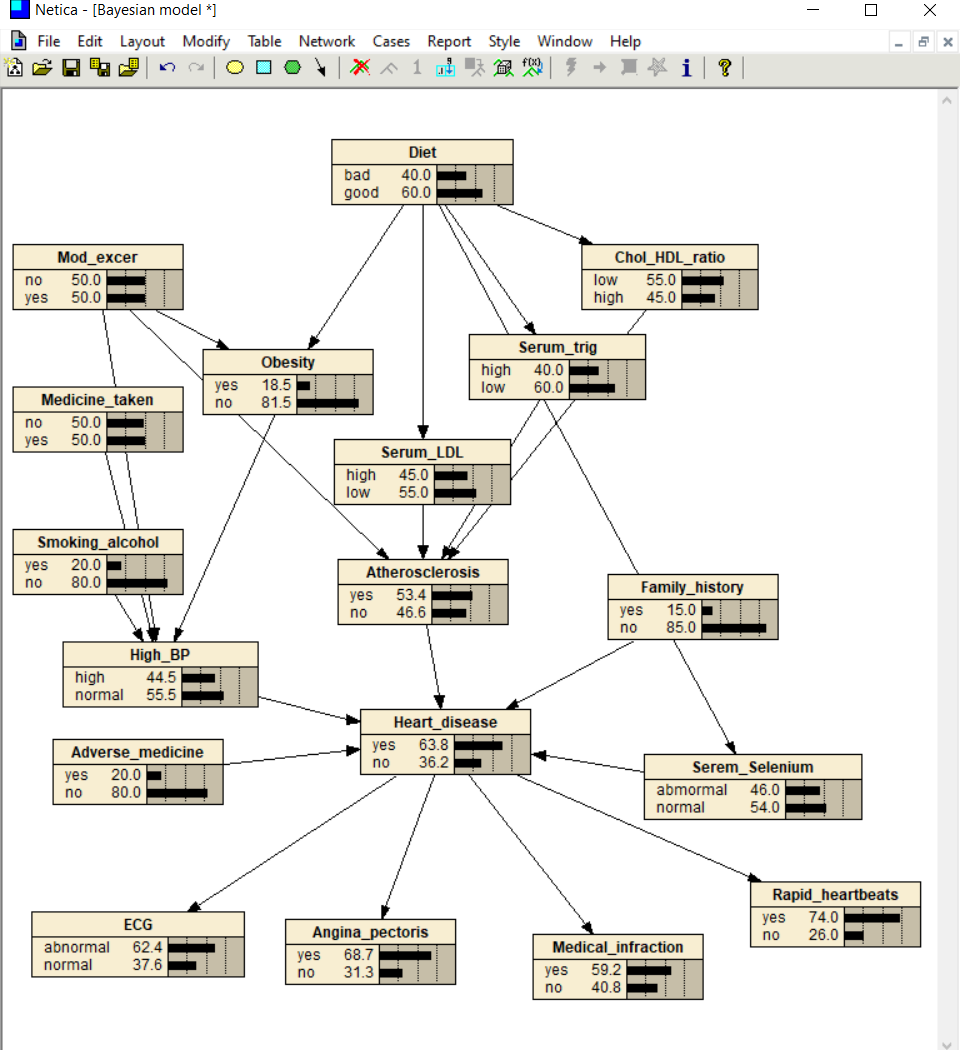 Netica - [Bayesian model *]
File Edit Layout Modify Table Network Cases Report Style Window Help
1 f(x) i ?
Diet
bad 40.0
good 60.0
Mod_excer
no 50.0
yes 50.0
Chol_HDL_ratio
low 55.0
high 45.0
Serum_trig
high 40.0
low 60.0
Obesity
yes 18.5
no 81.5
Medicine_taken
no 50.0
yes 50.0
Serum_LDL
high 45.0
low 55.0
Smoking_alcohol
yes 20.0
no 80.0
Atherosclerosis
yes 53.4
no 46.6
Family_history
yes 15.0
no 85.0
High_BP
high 44.5
normal 55.5
Heart_disease
yes 63.8
no 36.2
Adverse_medicine
yes 20.0
no 80.0
Serem_Selenium
abmormal 46.0
normal 54.0
Rapid_heartbeats
yes 74.0
no 26.0
ECG
abnormal 62.4
normal 37.6
Angina_pectoris
yes 68.7
no 31.3
Medical_infraction
yes 59.2
no 40.8